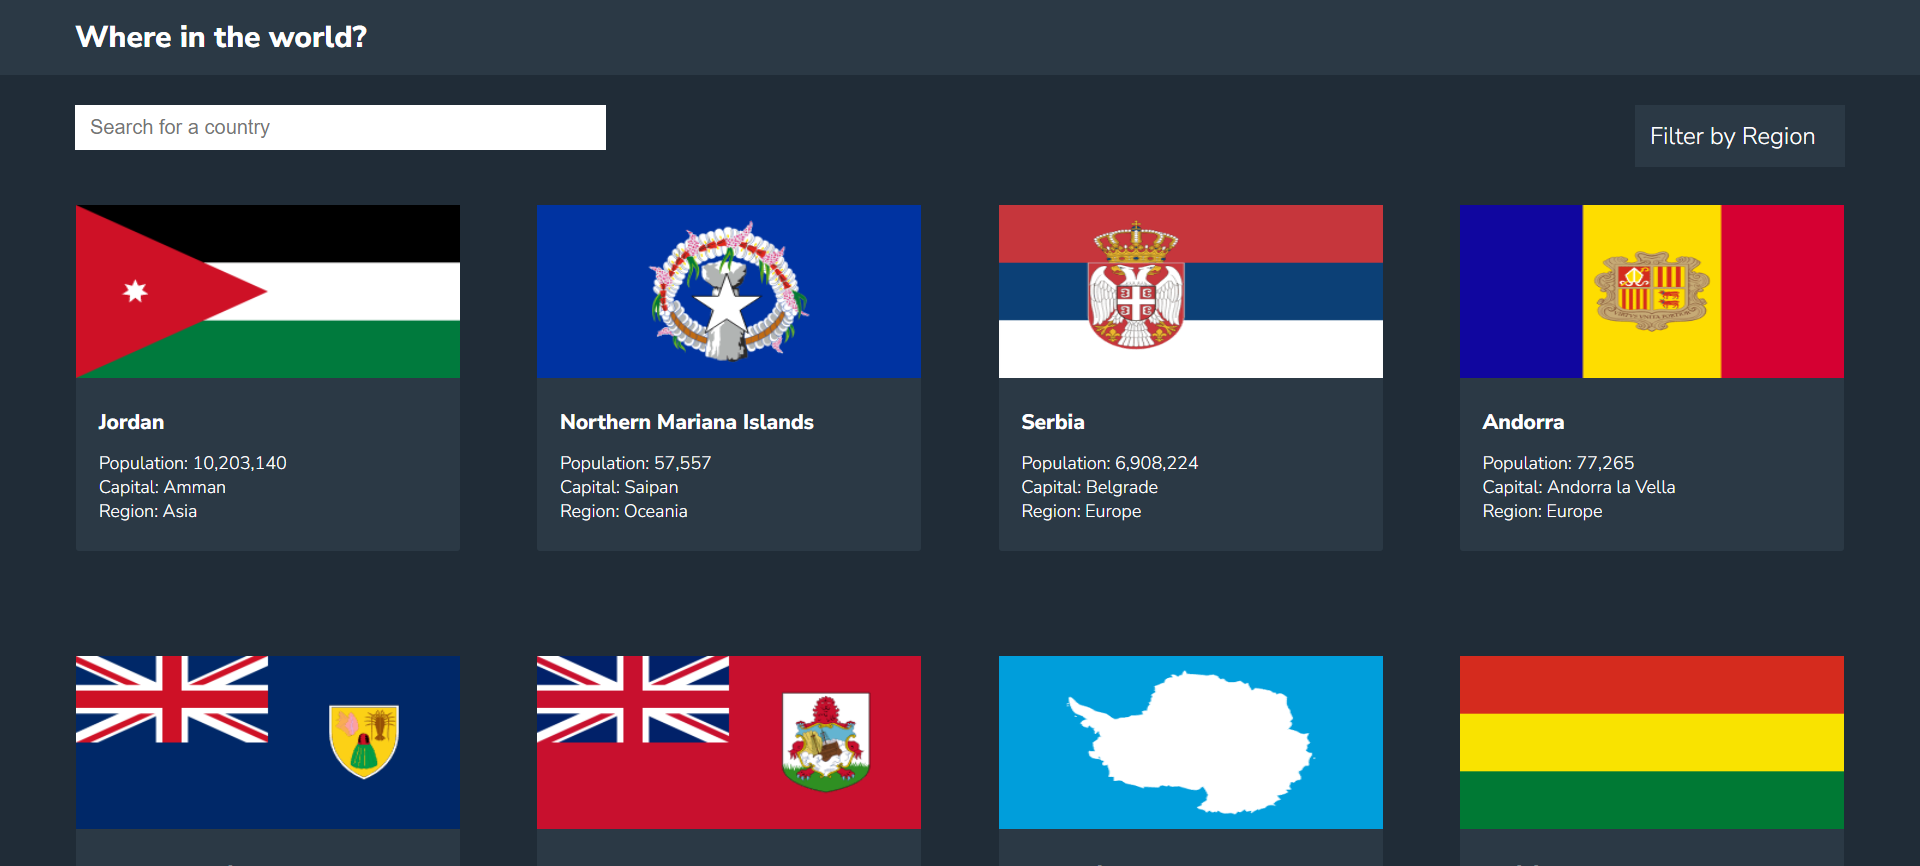 Where in the world?
Search for a country
Filter by Region
Jordan
Population: 10,203,140
Capital: Amman
Region: Asia
Northern Mariana Islands
Population: 57,557
Capital: Saipan
Region: Oceania
Serbia
Population: 6,908,224
Capital: Belgrade
Region: Europe
Andorra
Population: 77,265
Capital: Andorra la Vella
Region: Europe